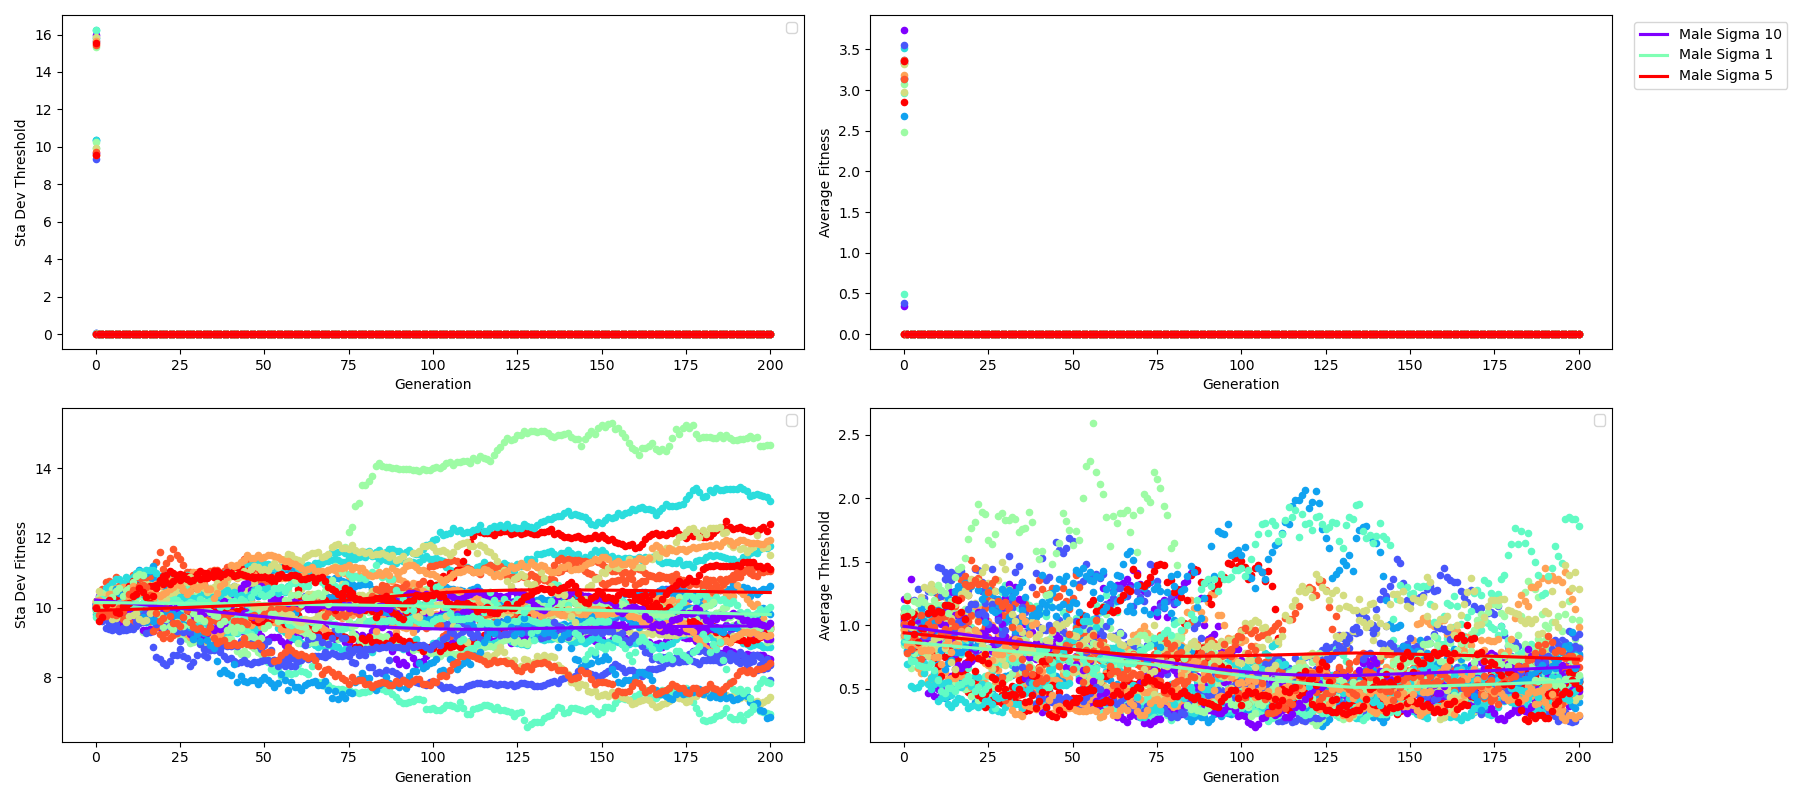 Sta Dev Threshold
16
14
12
10
8
6
4
2
0
0 25 50 75 100 125 150 175 200
Generation
Average Fitness
3.5
3.0
2.5
2.0
1.5
1.0
0.5
0.0
0 25 50 75 100 125 150 175 200
Generation
Male Sigma 10
Male Sigma 1
Male Sigma 5
Sta Dev Fitness
14
12
10
8
0 25 50 75 100 125 150 175 200
Generation
Average Threshold
2.5
2.0
1.5
1.0
0.5
0 25 50 75 100 125 150 175 200
Generation